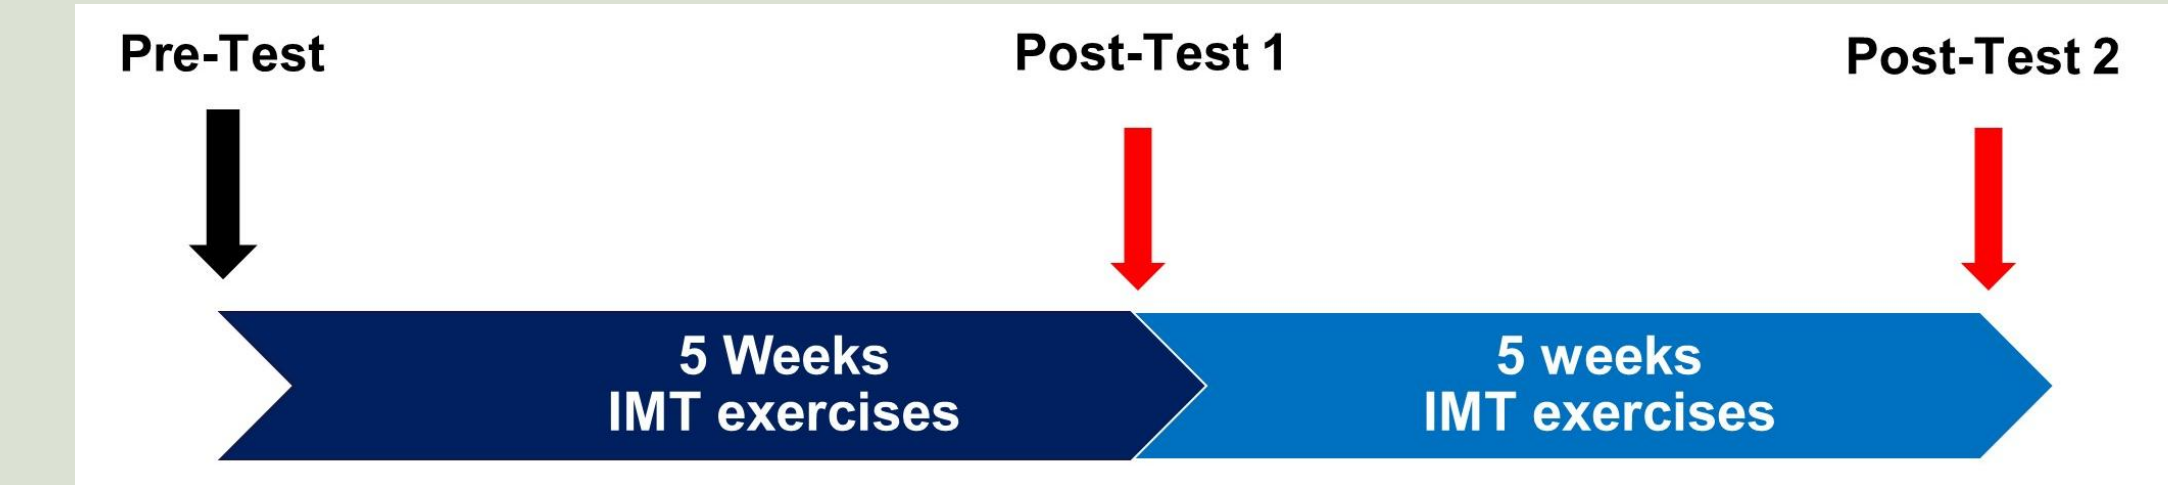 Pre-Test
Post-Test 1
Post-Test 2
5 Weeks
IMT exercises
5 weeks
IMT exercises